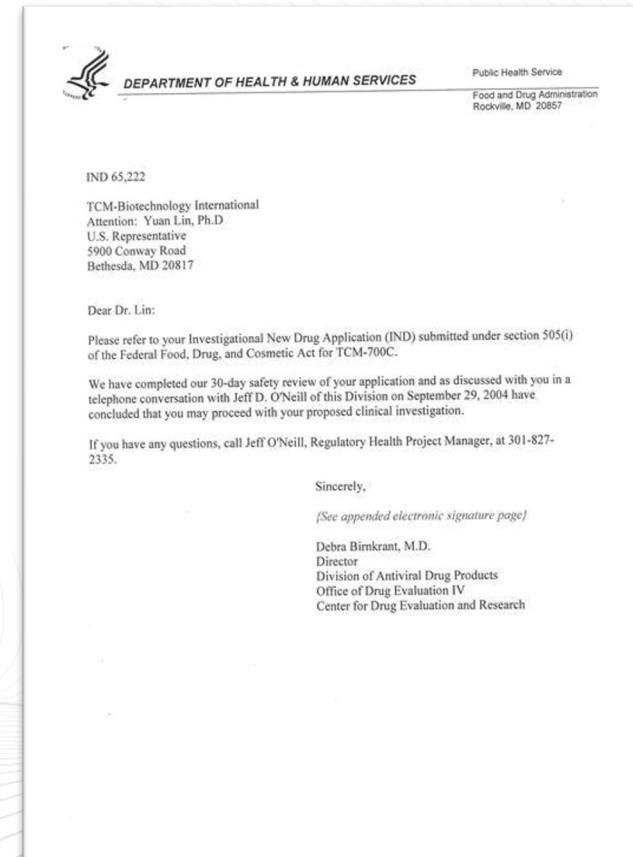 DEPARTMENT OF HEALTH & HUMAN SERVICES
Public Health Service
Food and Drug Administration
Rockville, MD 20857
IND 65,222
TCM-Biotechnology International
Attention: Yuan Lin, Ph.D
U.S. Representative
5900 Conway Road
Bethesda, MD 20817
Dear Dr. Lin:
Please refer to your Investigational New Drug Application (IND) submitted under section 505(i)
of the Federal Food, Drug, and Cosmetic Act for TCM-700C.
We have completed our 30-day safety review of your application and as discussed with you in a
telephone conversation with Jeff D. O'Neill of this Division on September 29, 2004 have
concluded that you may proceed with your proposed clinical investigation.
If you have any questions, call Jeff O'Neill, Regulatory Health Project Manager, at 301-827-
2335.
Sincerely,
{See appended electronic signature page}
Debra Birnkrant, M.D.
Director
Division of Antiviral Drug Products
Office of Drug Evaluation IV
Center for Drug Evaluation and Research